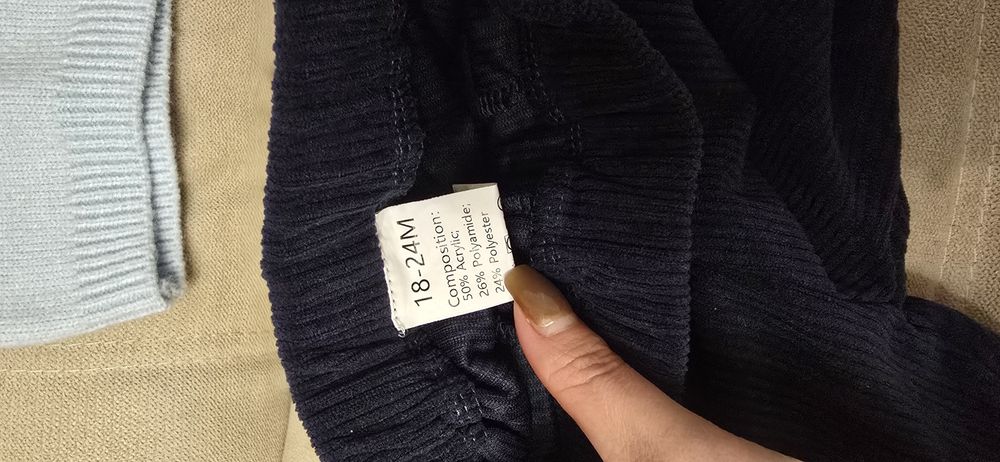 18-24M
Composition:
50% Acrylic;
26% Polyamide;
24% Polyester